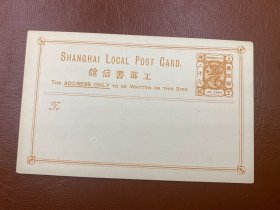 SHANGHAI LOCAL POST CARD.
工部書信館
The ADDRESS ONLY to be WRITTEN ON THIS SIDE.
To